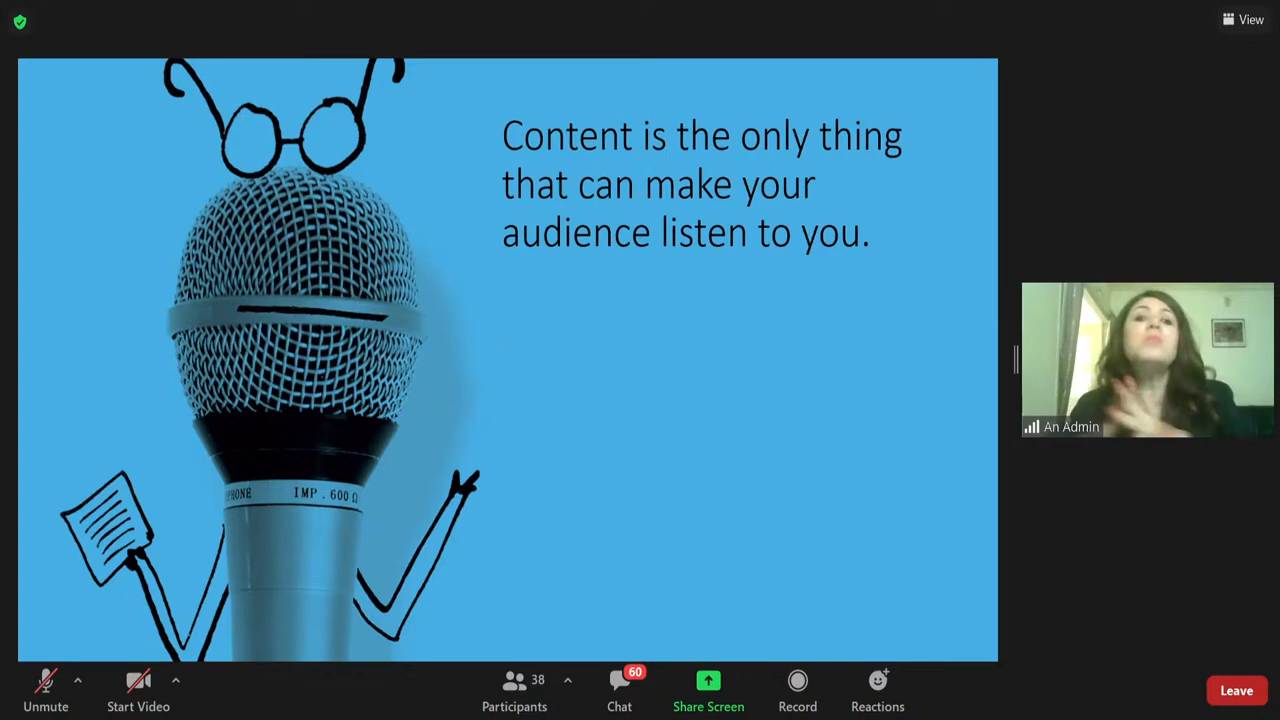 View
Content is the only thing
that can make your
audience listen to you.
An Admin
PHONE IMP . 600 Ω
Unmute
Start Video
38
Participants
60
Chat
Share Screen
Record
Reactions
Leave